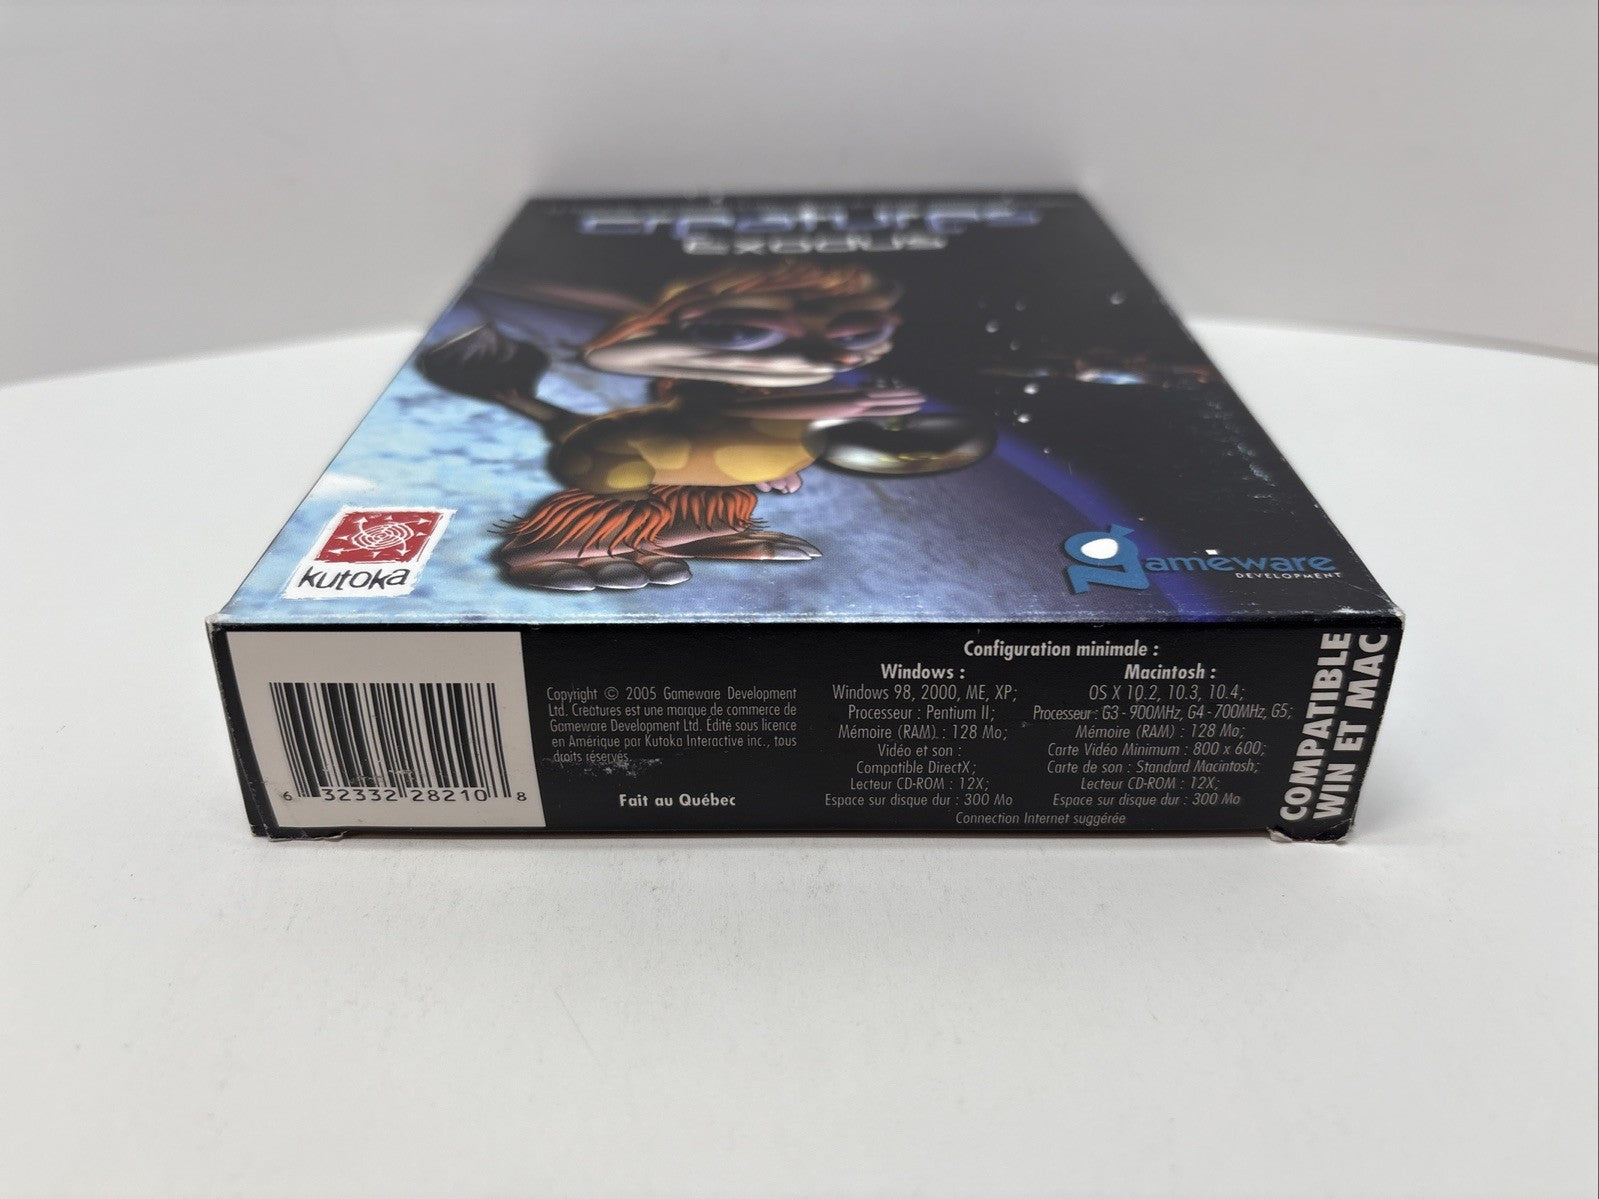 creatures
Exodus
kutoka
Gameware
DEVELOPMENT
6 32332 28210 8
Copyright © 2005 Gameware Development
Ltd. Creatures est une marque de commerce de
Gameware Development Ltd. Édité sous licence
en Amérique par Kutoka Interactive inc., tous
droits réservés.
Fait au Québec
Configuration minimale :
Windows :
Windows 98, 2000, ME, XP;
Processeur : Pentium II;
Mémoire (RAM) : 128 Mo;
Vidéo et son :
Compatible DirectX;
Lecteur CD-ROM : 12X;
Espace sur disque dur : 300 Mo
Macintosh :
OS X 10.2, 10.3, 10.4;
Processeur : G3 - 900MHz, G4 - 700MHz, G5;
Mémoire (RAM) : 128 Mo;
Carte Vidéo Minimum : 800 x 600;
Carte de son : Standard Macintosh;
Lecteur CD-ROM : 12X;
Espace sur disque dur : 300 Mo
Connection Internet suggérée
COMPATIBLE
WIN ET MAC